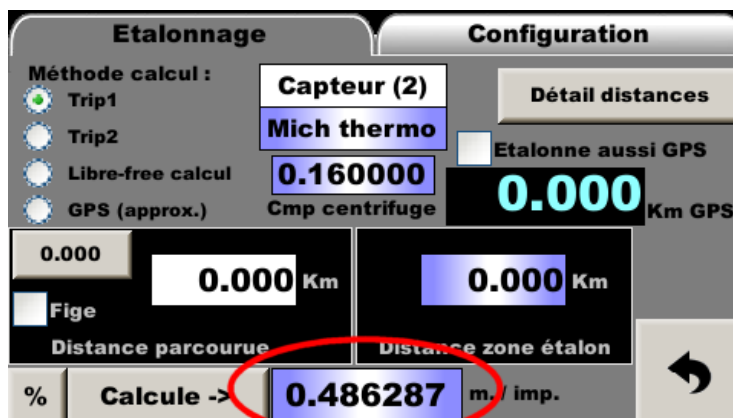 Etalonnage
Configuration
Méthode calcul :
Trip1
Trip2
Libre-free calcul
GPS (approx.)
Capteur (2)
Mich thermo
0.160000
Cmp centrifuge
Détail distances
Etalonne aussi GPS
0.000 Km GPS
0.000
0.000 Km
Fige
Distance parcourue
0.000 Km
Distance zone étalon
% Calcule -> 0.486287 m. / imp.